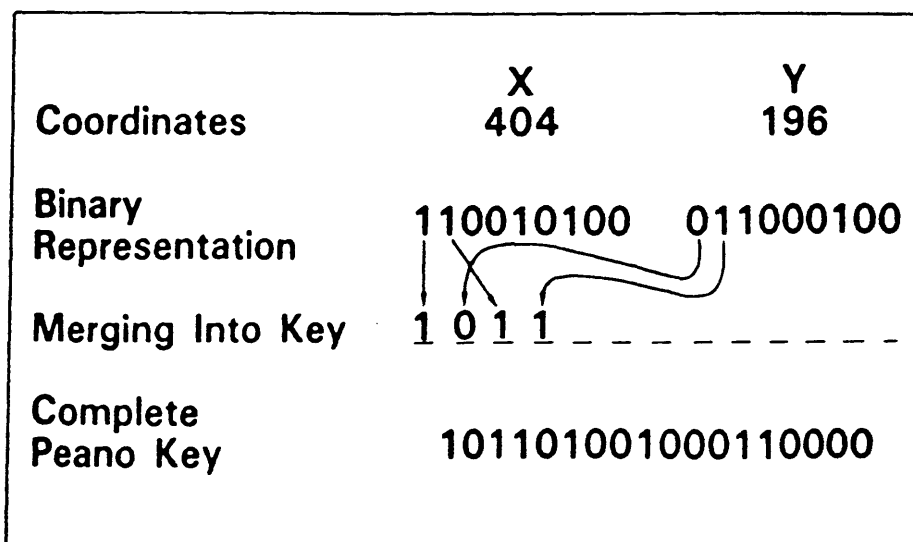 X Y
Coordinates 404 196
Binary
Representation 110010100 011000100
Merging Into Key 1 0 1 1 _ _ _ _ _ _ _ _ _
Complete
Peano Key 101101001000110000